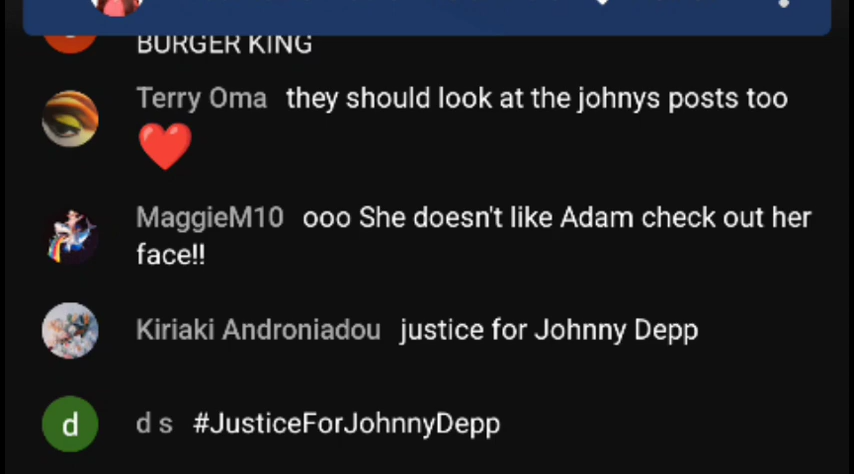 BURGER KING
Terry Oma they should look at the johnys posts too
❤️
MaggieM10 ooo She doesn't like Adam check out her
face!!
Kiriaki Androniadou justice for Johnny Depp
d
d s #JusticeForJohnnyDepp